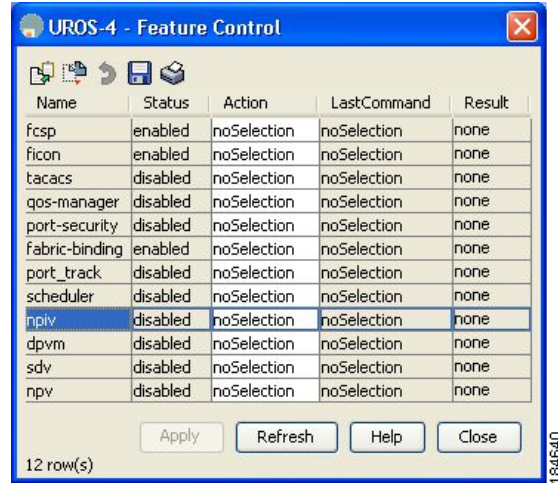 UROS-4 - Feature Control
Name Status Action LastCommand Result
fcsp enabled noSelection noSelection none
ficon enabled noSelection noSelection none
tacacs disabled noSelection noSelection none
qos-manager disabled noSelection noSelection none
port-security disabled noSelection noSelection none
fabric-binding enabled noSelection noSelection none
port_track disabled noSelection noSelection none
scheduler disabled noSelection noSelection none
npiv disabled noSelection noSelection none
dpvm disabled noSelection noSelection none
sdv disabled noSelection noSelection none
npv disabled noSelection noSelection none
Apply Refresh Help Close
12 row(s)
184640